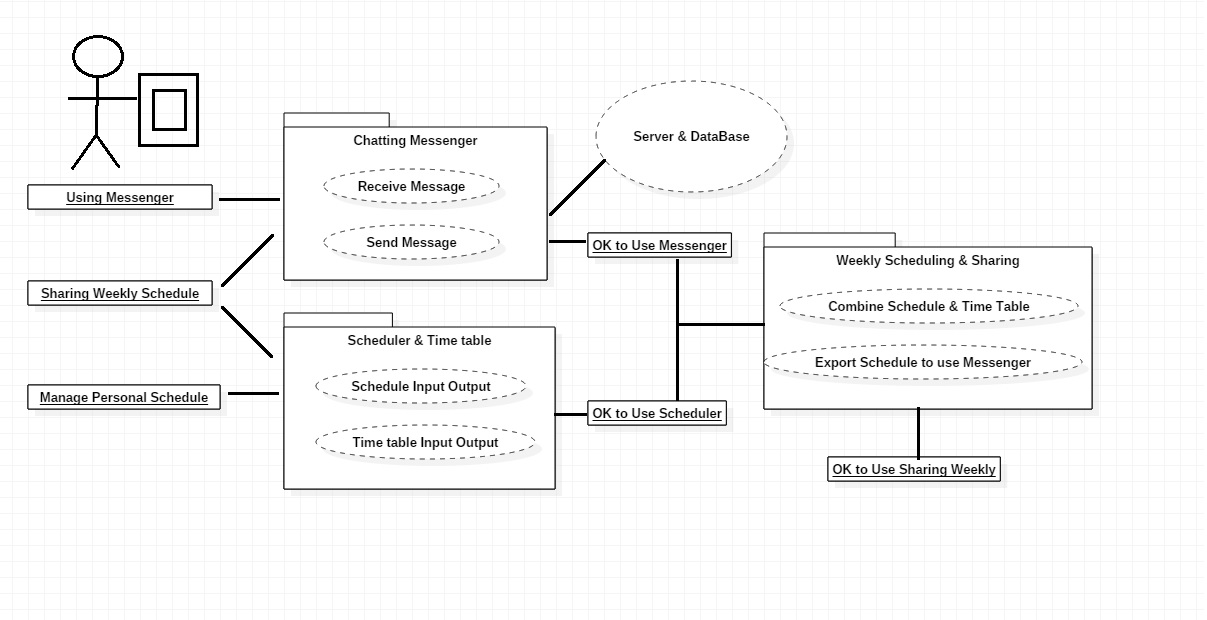 Using Messenger
Sharing Weekly Schedule
Manage Personal Schedule
Chatting Messenger
Receive Message
Send Message
Scheduler & Time table
Schedule Input Output
Time table Input Output
Server & DataBase
OK to Use Messenger
OK to Use Scheduler
Weekly Scheduling & Sharing
Combine Schedule & Time Table
Export Schedule to use Messenger
OK to Use Sharing Weekly